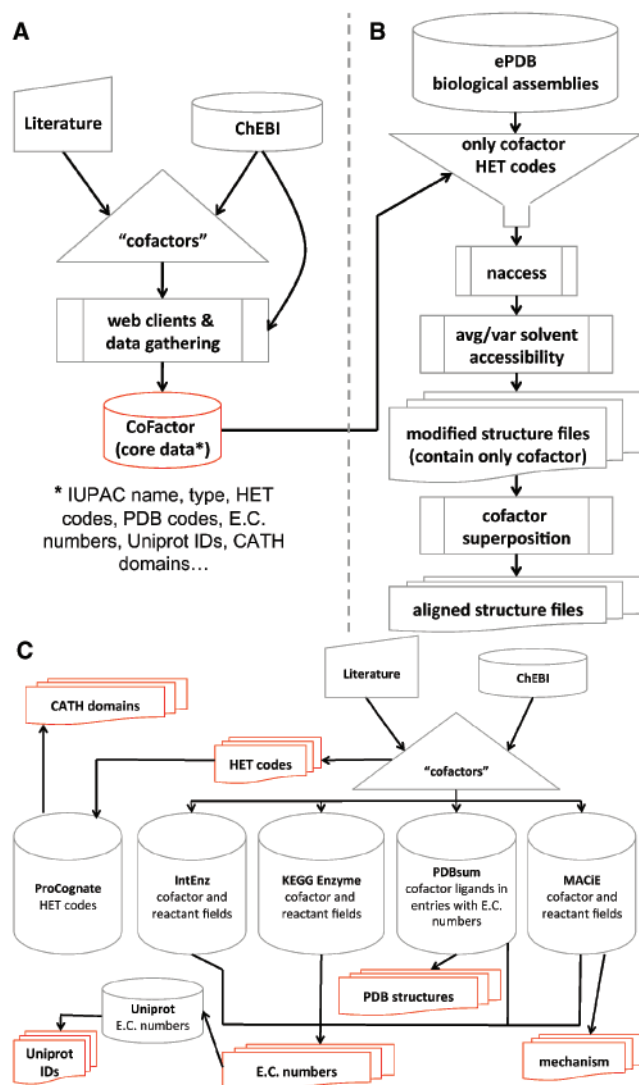 A
Literature
ChEBI
“cofactors”
web clients &
data gathering
CoFactor
(core data*)
* IUPAC name, type, HET
codes, PDB codes, E.C.
numbers, Uniprot IDs, CATH
domains...
B
ePDB
biological assemblies
only cofactor
HET codes
naccess
avg/var solvent
accessibility
modified structure files
(contain only cofactor)
cofactor
superposition
aligned structure files
C
Literature
ChEBI
CATH domains
HET codes
“cofactors”
ProCognate
HET codes
IntEnz
cofactor and
reactant fields
KEGG Enzyme
cofactor and
reactant fields
PDBsum
cofactor ligands in
entries with E.C.
numbers
MACiE
cofactor and
reactant fields
PDB structures
Uniprot
E.C. numbers
Uniprot
IDs
E.C. numbers
mechanism